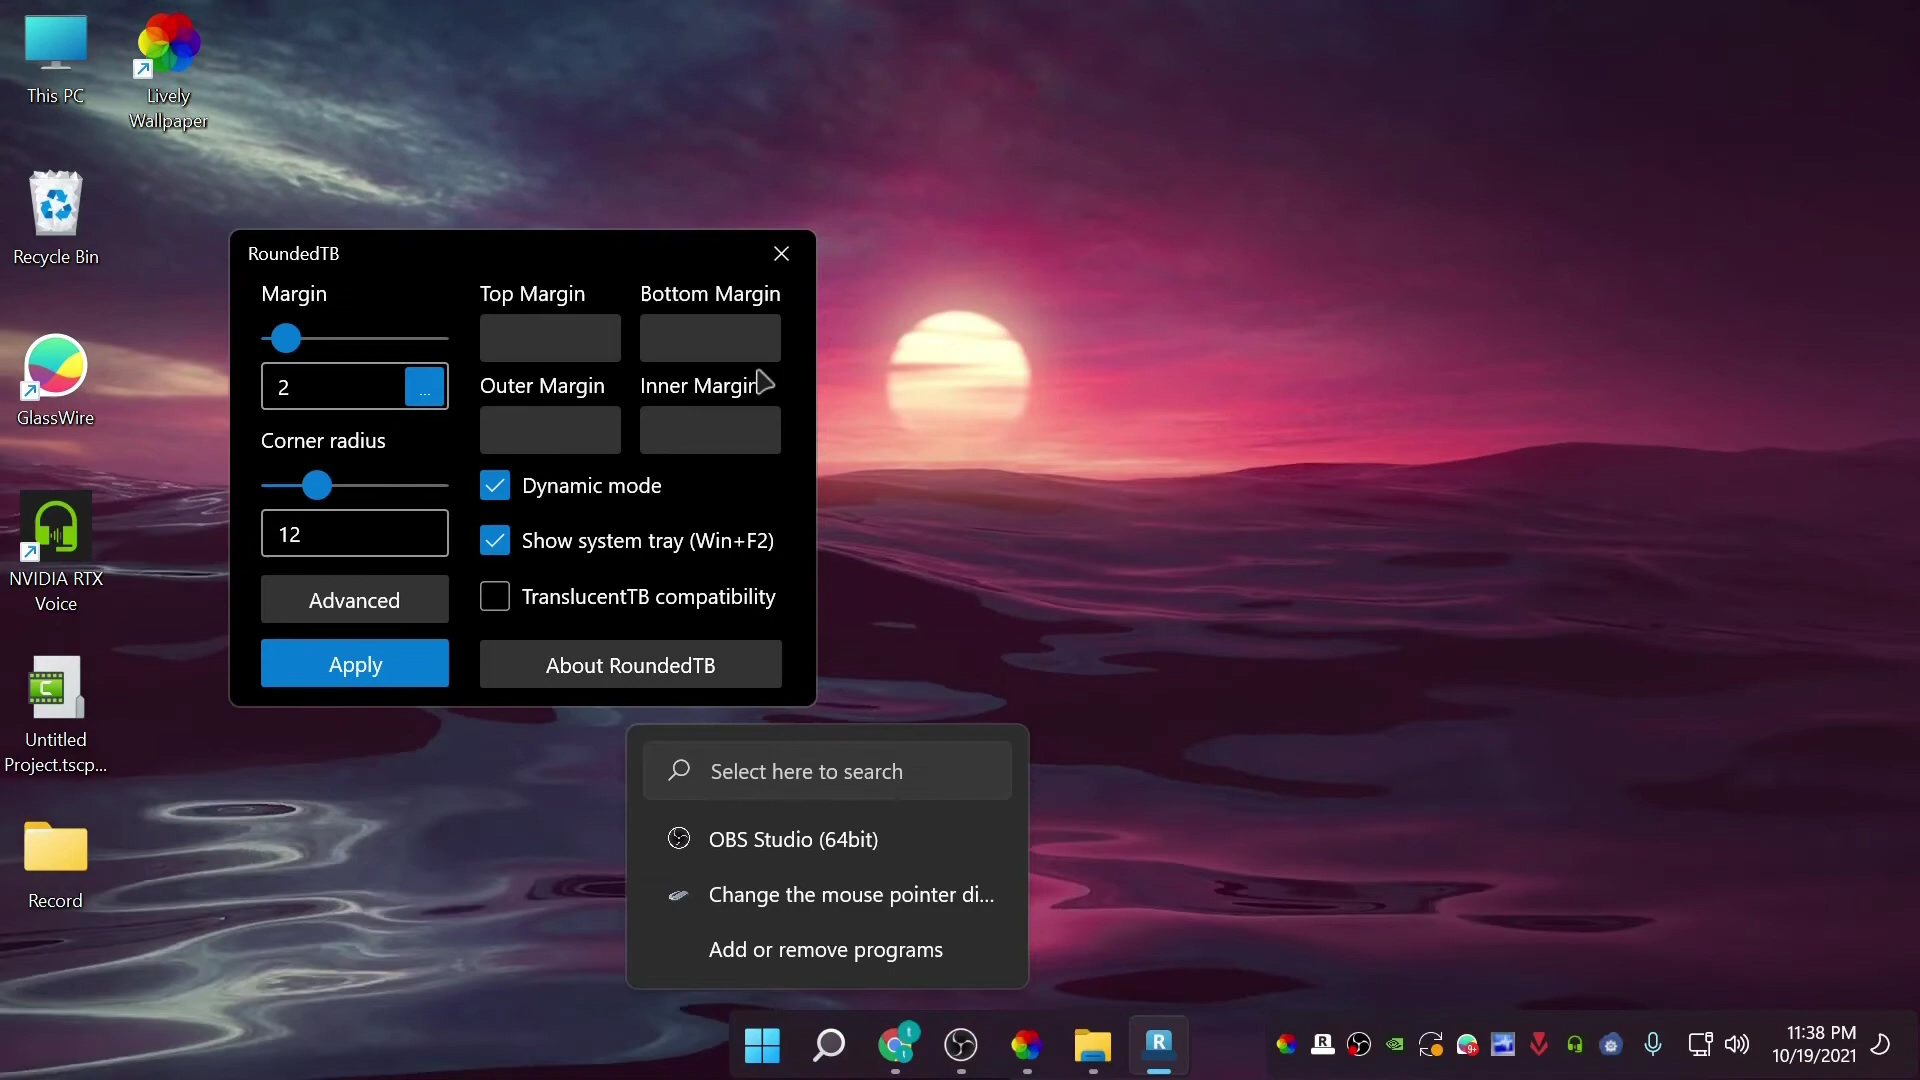 This PC
Lively
Wallpaper
Recycle Bin
GlassWire
NVIDIA RTX
Voice
Untitled
Project.tscp...
Record
RoundedTB
Margin
2
...
Corner radius
12
Advanced
Apply
Top Margin
Bottom Margin
Outer Margin
Inner Margin
Dynamic mode
Show system tray (Win+F2)
TranslucentTB compatibility
About RoundedTB
Select here to search
OBS Studio (64bit)
Change the mouse pointer di...
Add or remove programs
t
t
R
R
9+
11:38 PM
10/19/2021